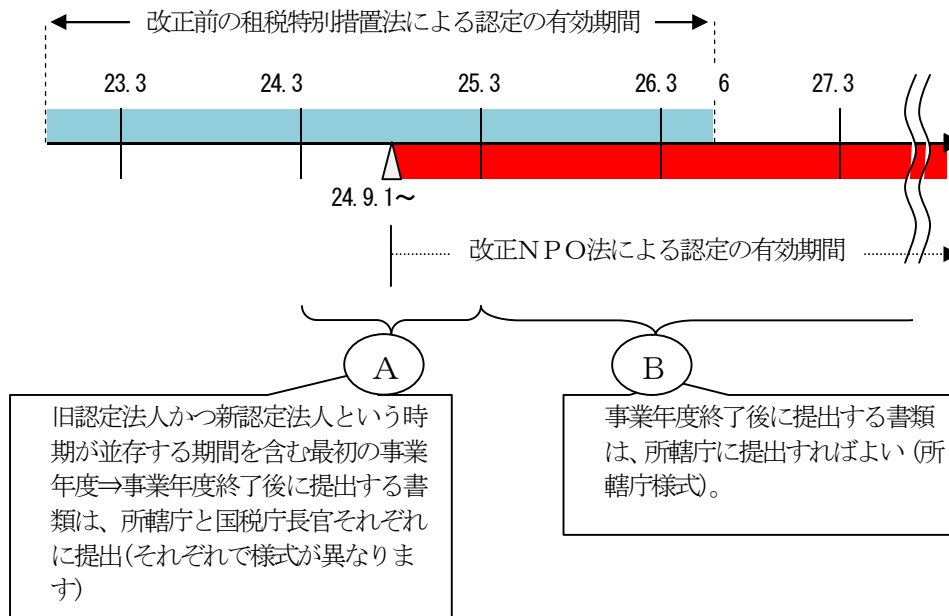 改正前の租税特別措置法による認定の有効期間
23.3 24.3 25.3 26.3 6 27.3
24.9.1～
改正ＮＰＯ法による認定の有効期間
Ａ
Ｂ
旧認定法人かつ新認定法人という時
期が並存する期間を含む最初の事業
年度⇒事業年度終了後に提出する書
類は、所轄庁と国税庁長官それぞれ
に提出(それぞれで様式が異なりま
す)
事業年度終了後に提出する書類
は、所轄庁に提出すればよい（所
轄庁様式）。